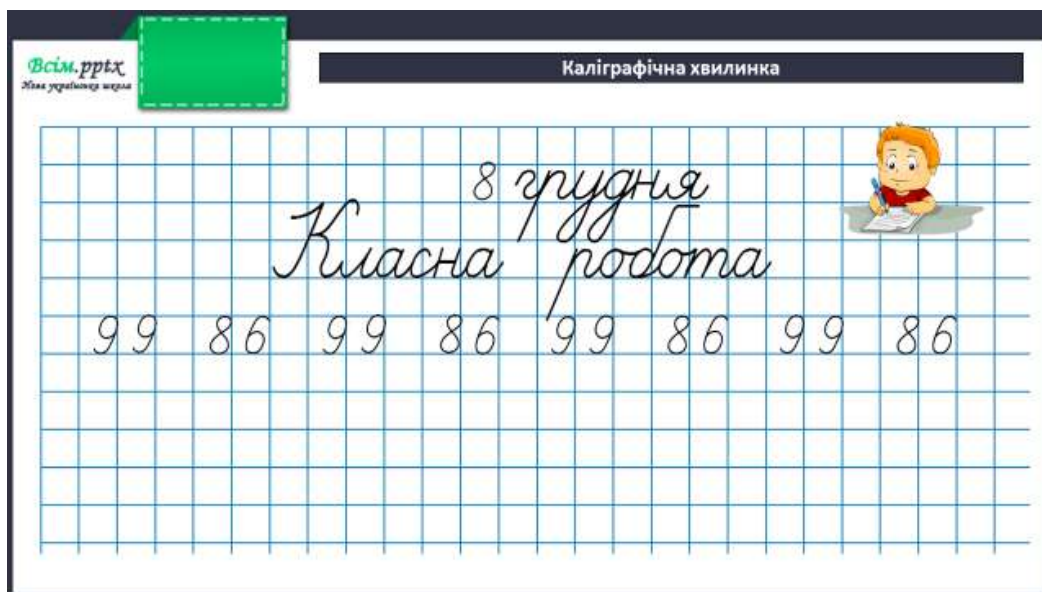 Всім.pptx
Нова українська школа
Каліграфічна хвилинка
8 грудня
Класна робота
99 86 99 86 99 86 99 86